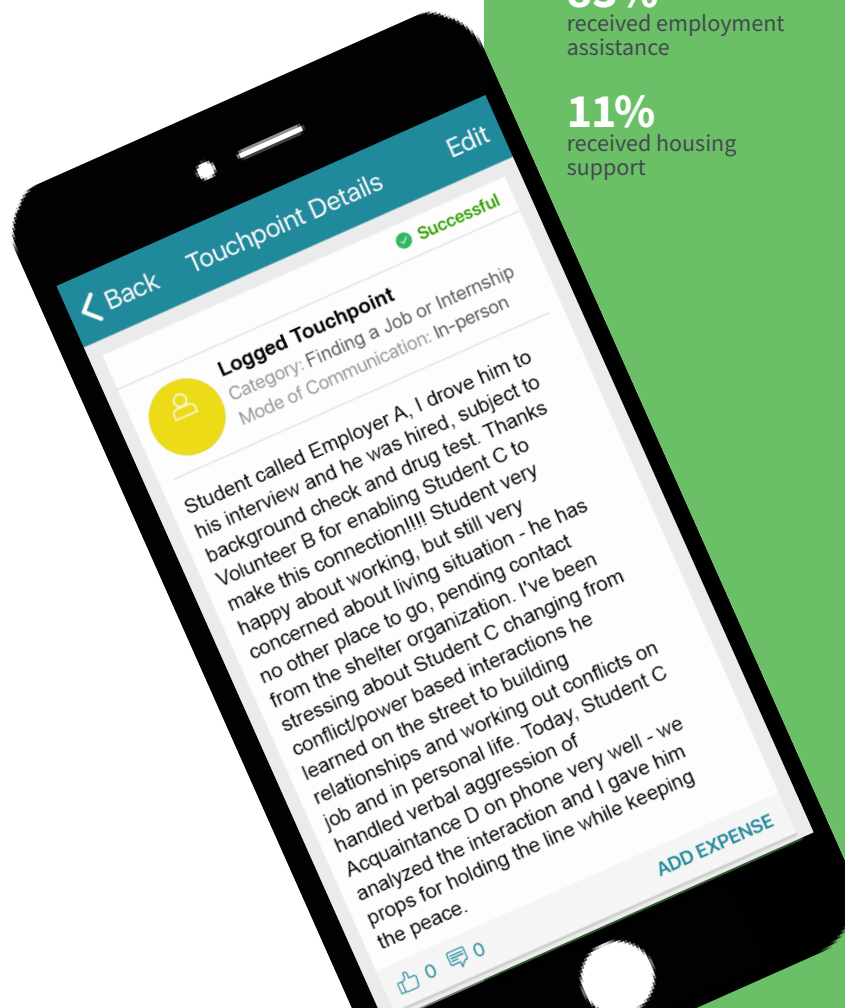 received employment
assistance
11%
received housing
support
Back Touchpoint Details Edit
Successful
Logged Touchpoint
Category: Finding a Job or Internship
Mode of Communication: In-person
Student called Employer A, I drove him to
his interview and he was hired, subject to
background check and drug test. Thanks
Volunteer B for enabling Student C to
make this connection!!!! Student very
happy about working, but still very
concerned about living situation - he has
no other place to go, pending contact
from the shelter organization. I've been
stressing about Student C changing from
conflict/power based interactions he
learned on the street to building
relationships and working out conflicts on
job and in personal life. Today, Student C
handled verbal aggression of
Acquaintance D on phone very well - we
analyzed the interaction and I gave him
props for holding the line while keeping
the peace.
ADD EXPENSE
0 0